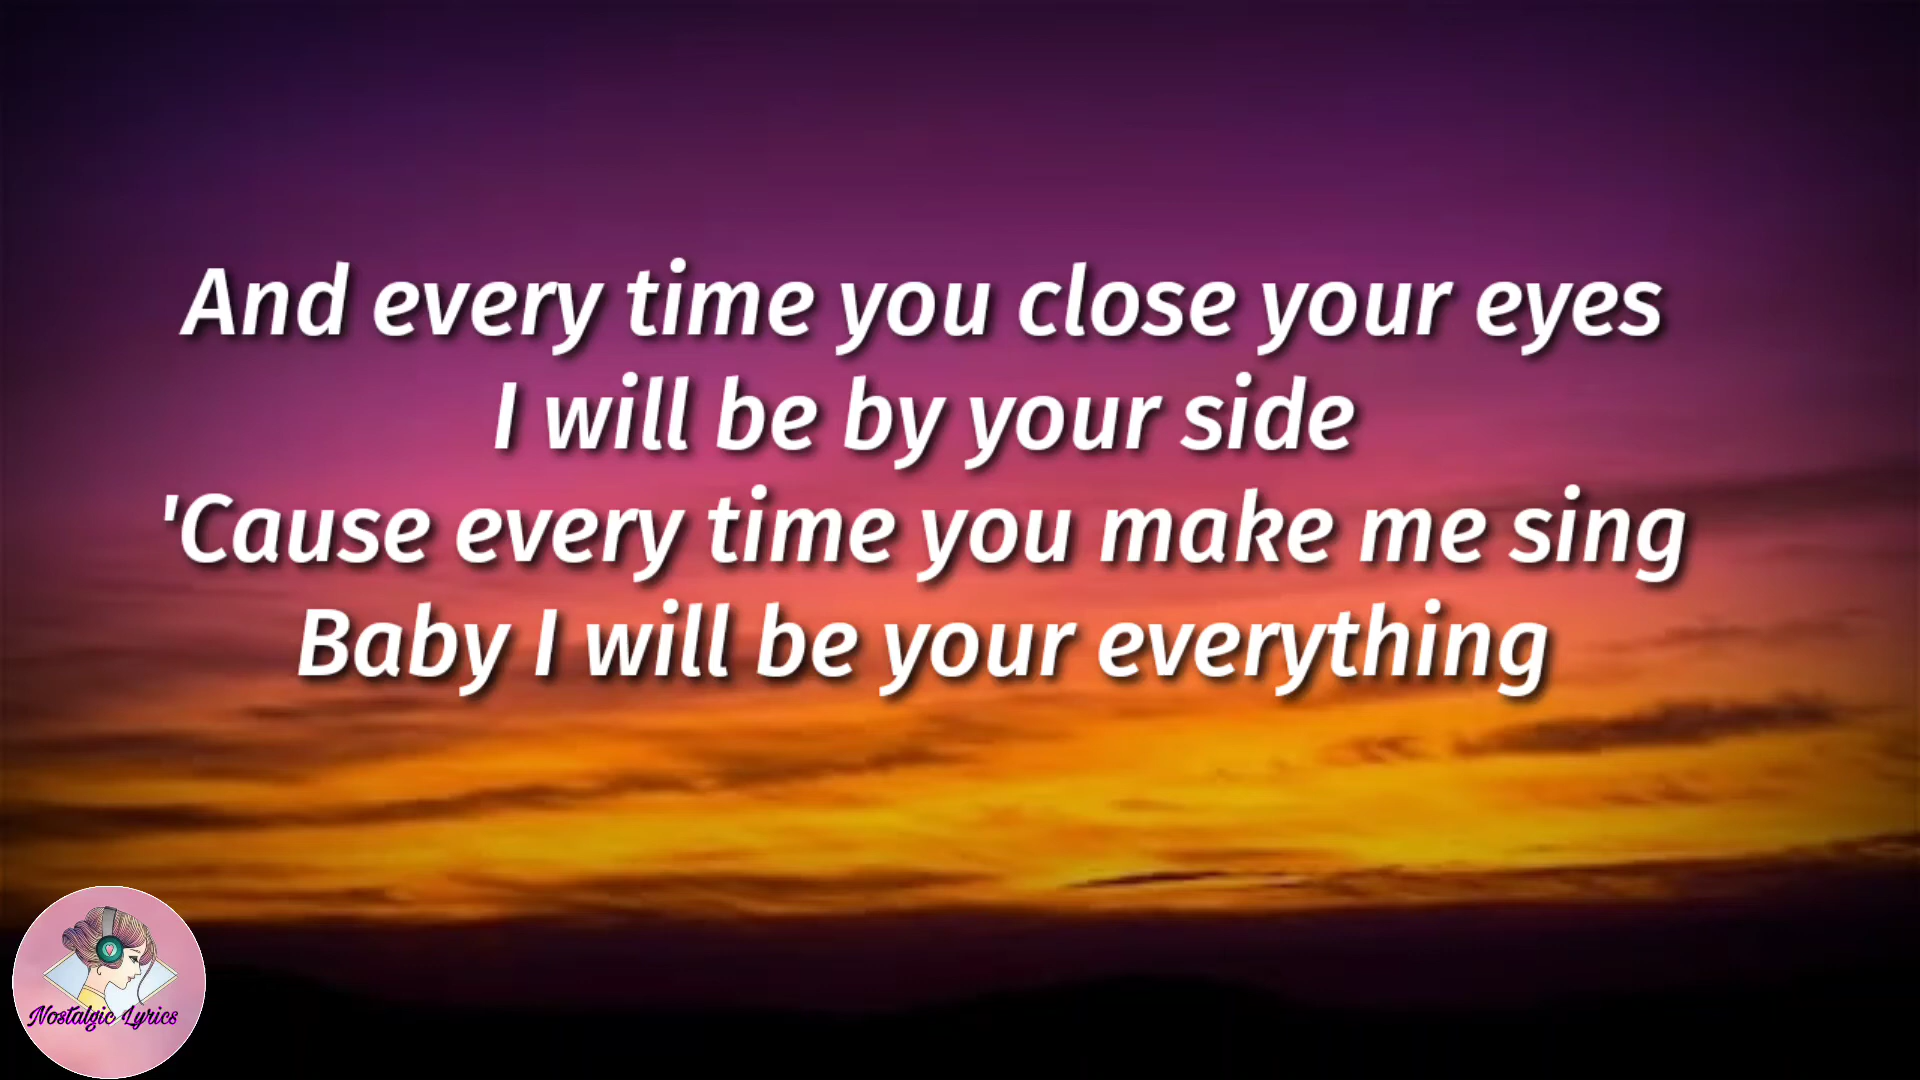 And every time you close your eyes
I will be by your side
'Cause every time you make me sing
Baby I will be your everything
Nostalgic Lyrics